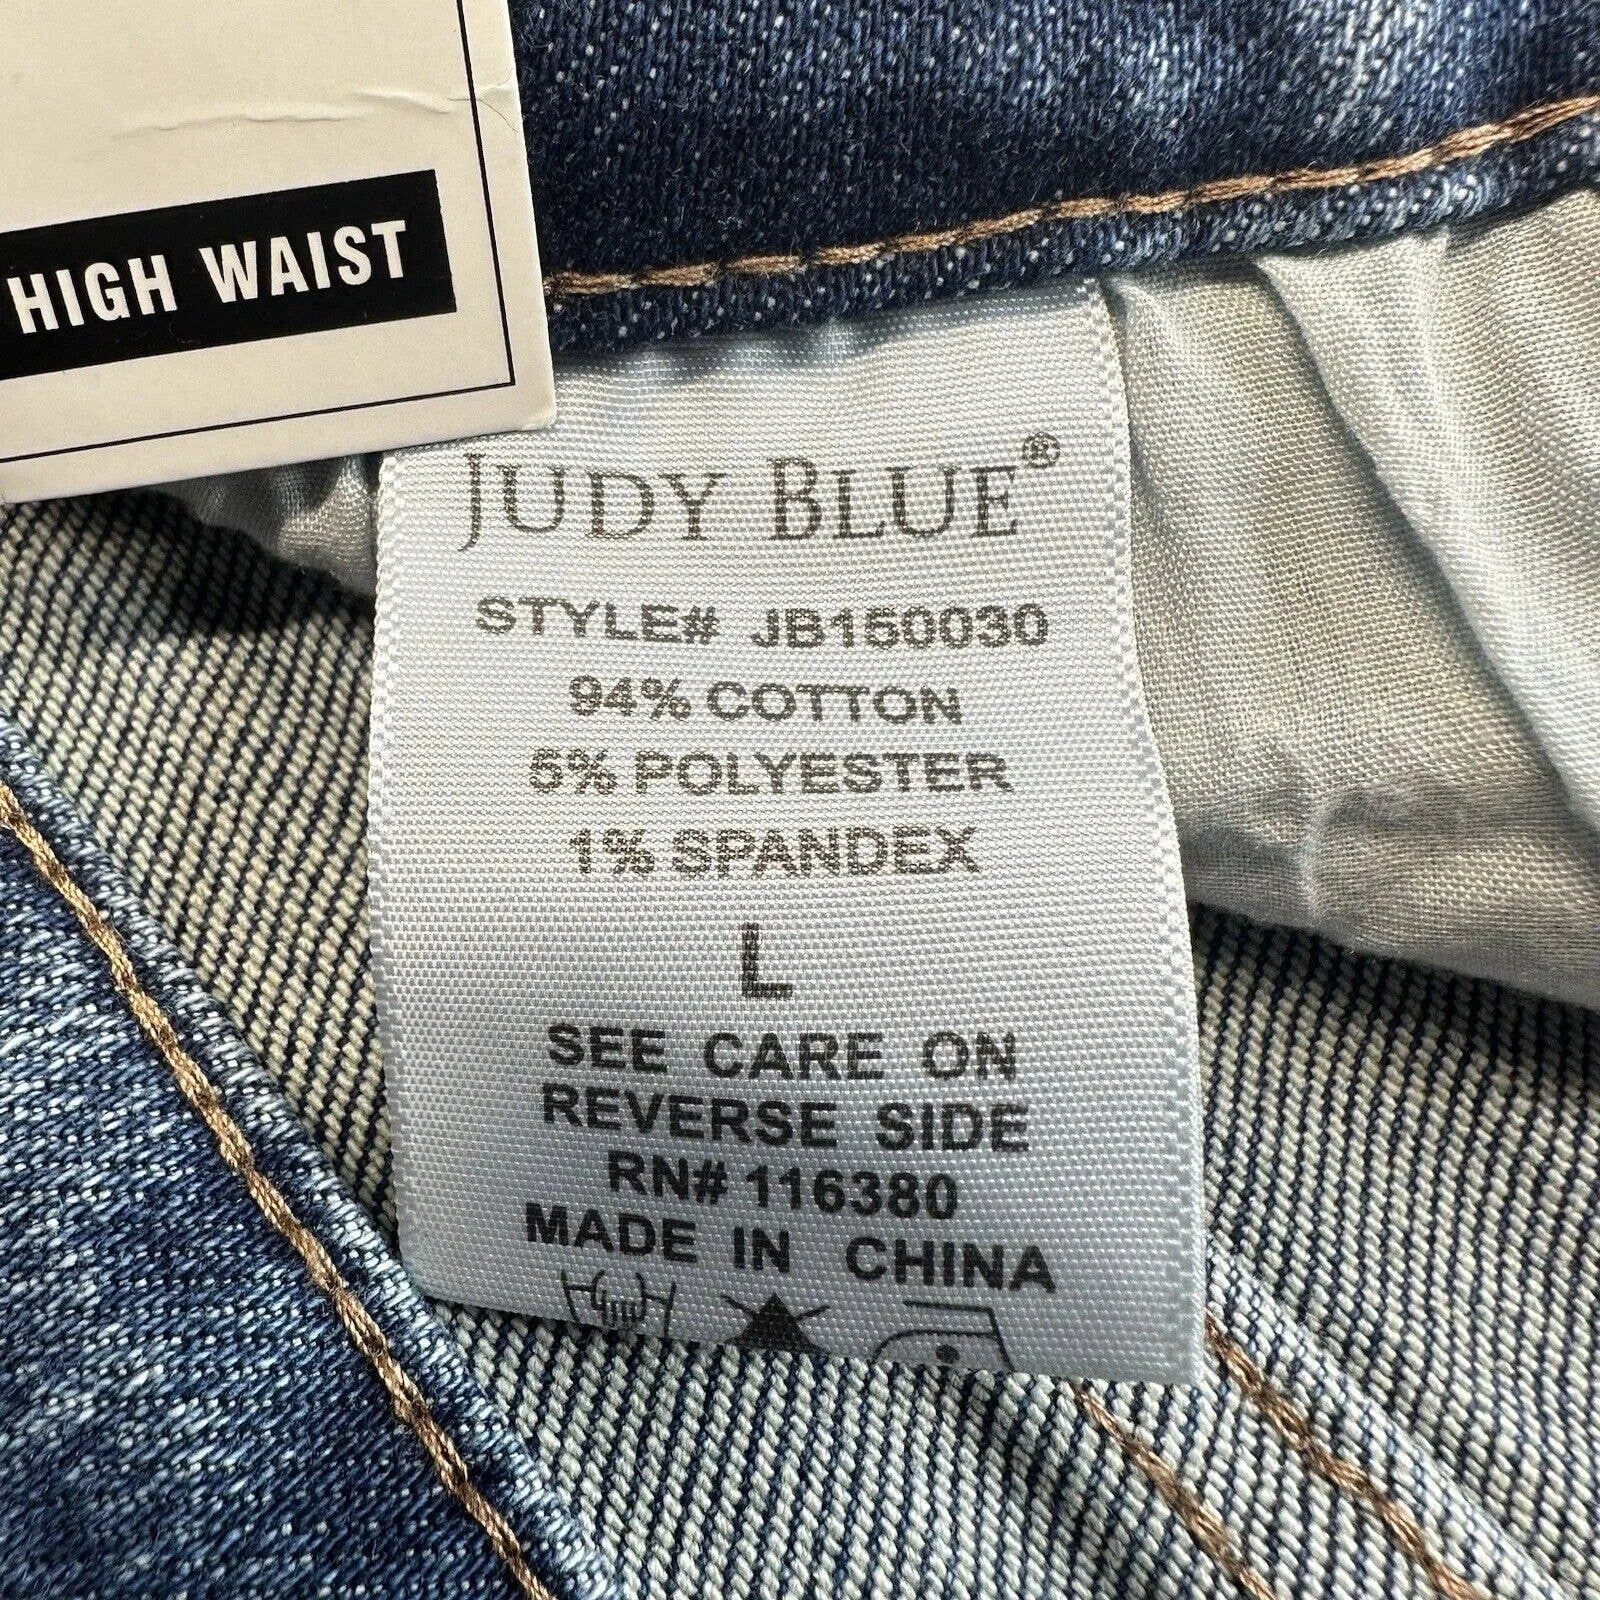 HIGH WAIST
JUDY BLUE®
STYLE# JB150030
94% COTTON
5% POLYESTER
1% SPANDEX
L
SEE CARE ON
REVERSE SIDE
RN# 116380
MADE IN CHINA